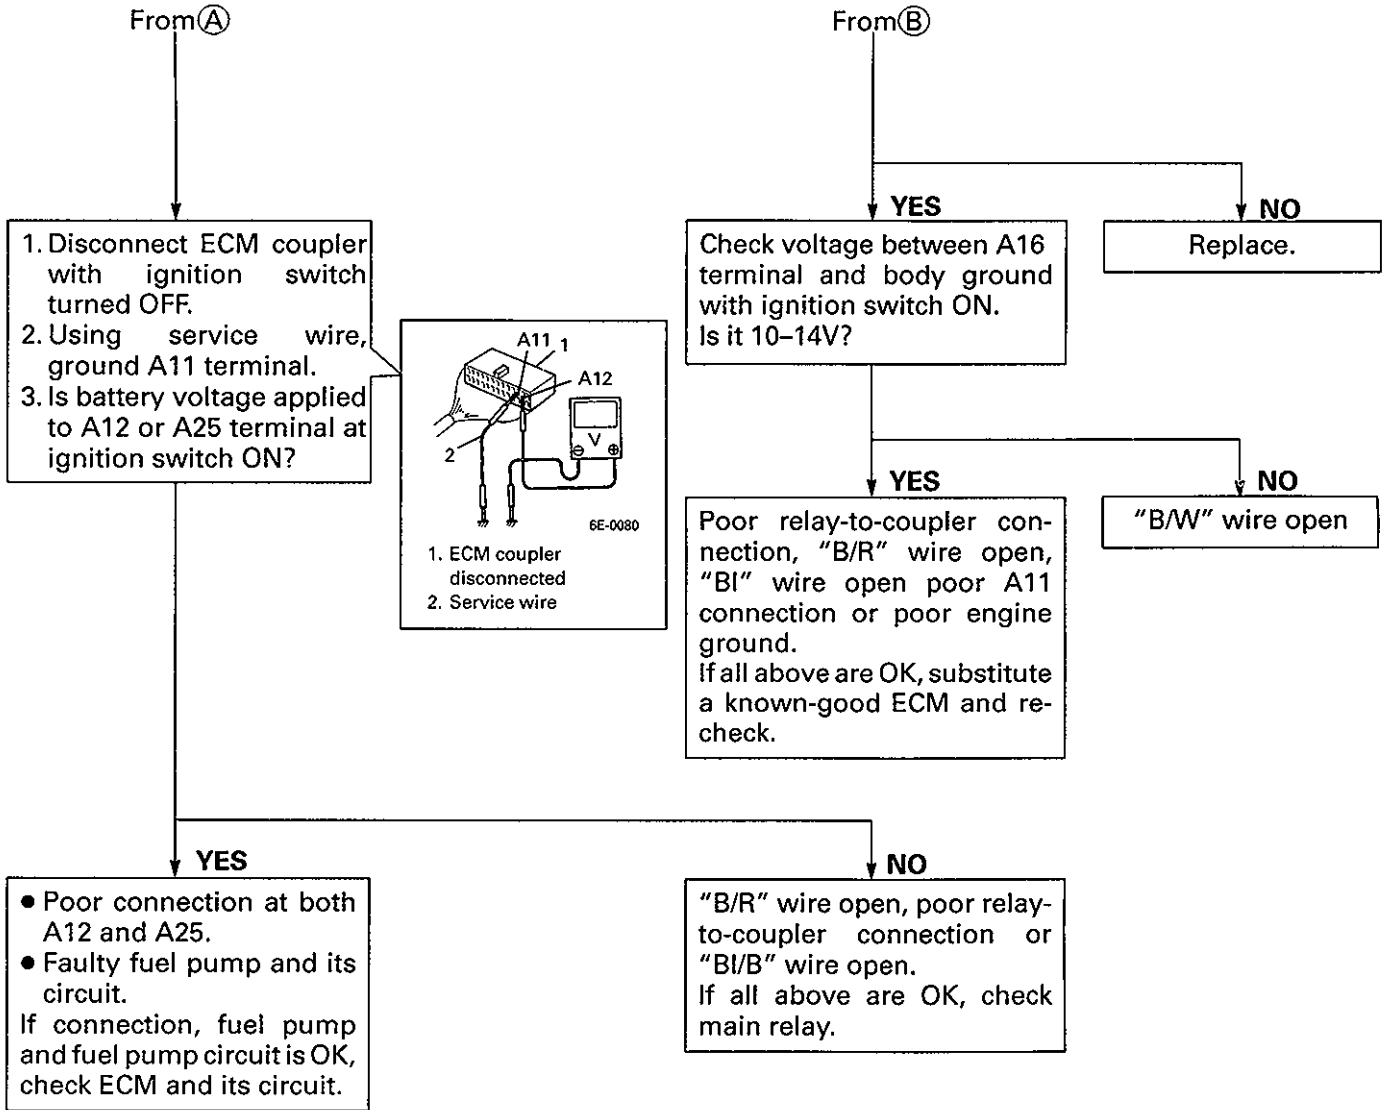 From Ⓐ
1. Disconnect ECM coupler
with ignition switch
turned OFF.
2. Using service wire,
ground A11 terminal.
3. Is battery voltage applied
to A12 or A25 terminal at
ignition switch ON?
A11
1
A12
V
⊖ ⊕
2
6E-0080
1. ECM coupler
disconnected
2. Service wire
YES
● Poor connection at both
A12 and A25.
● Faulty fuel pump and its
circuit.
If connection, fuel pump
and fuel pump circuit is OK,
check ECM and its circuit.
NO
"B/R" wire open, poor relay-
to-coupler connection or
"BI/B" wire open.
If all above are OK, check
main relay.
From Ⓑ
YES
Check voltage between A16
terminal and body ground
with ignition switch ON.
Is it 10–14V?
NO
Replace.
YES
Poor relay-to-coupler con-
nection, "B/R" wire open,
"BI" wire open poor A11
connection or poor engine
ground.
If all above are OK, substitute
a known-good ECM and re-
check.
NO
"B/W" wire open